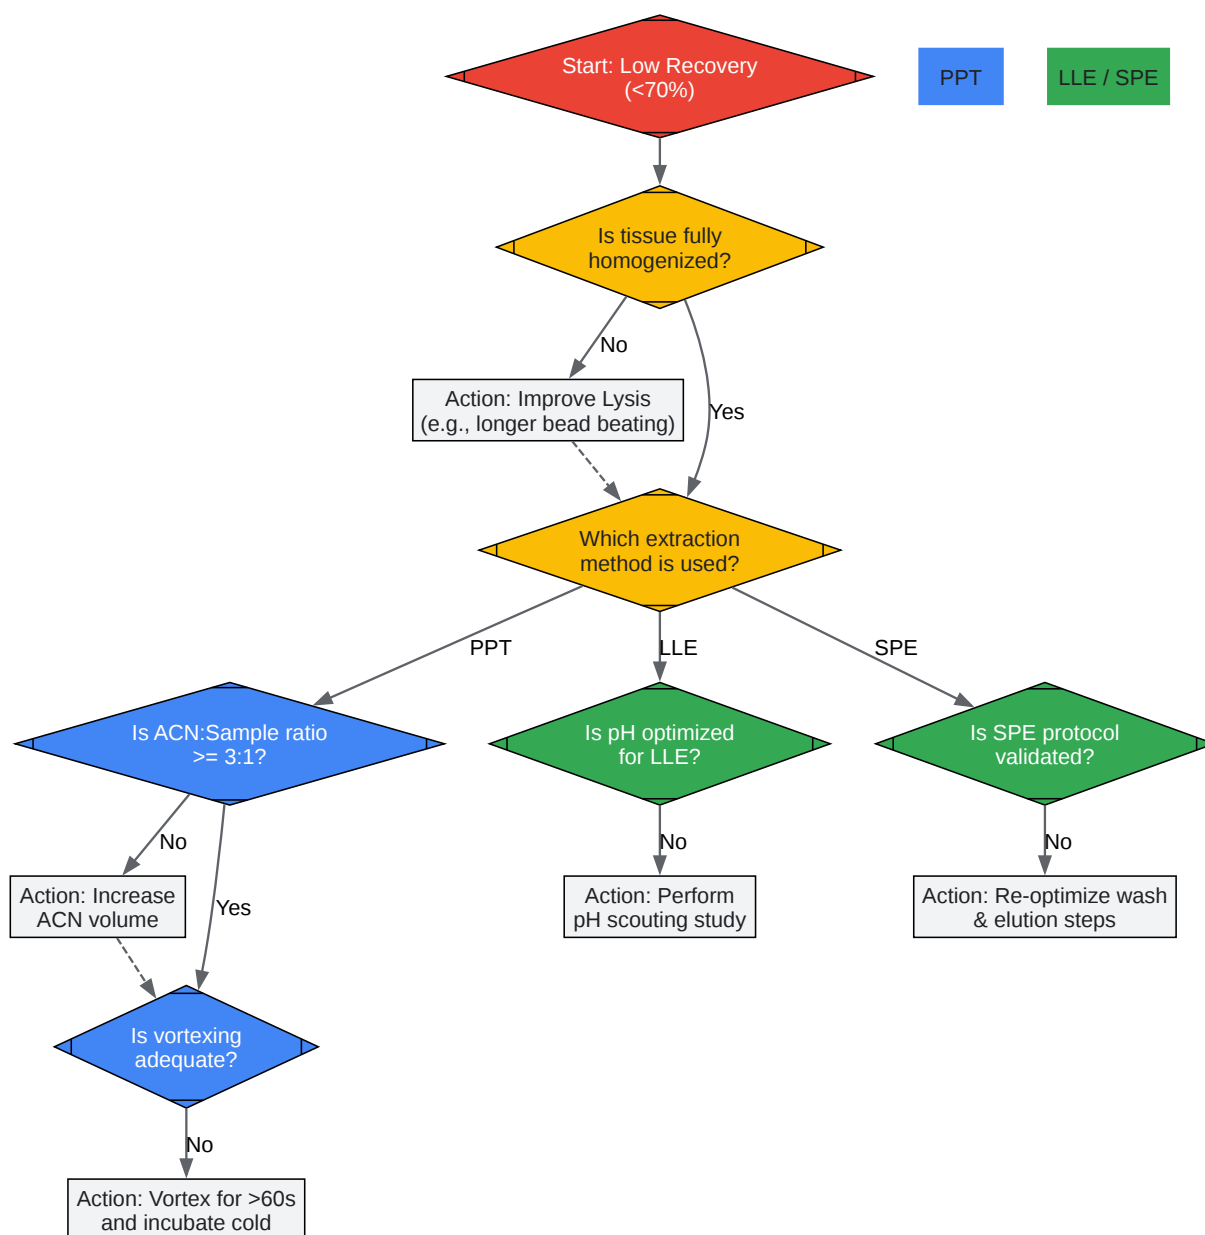 Start: Low Recovery
(<70%)
PPT
LLE / SPE
Is tissue fully
homogenized?
No
Yes
Action: Improve Lysis
(e.g., longer bead beating)
Which extraction
method is used?
PPT
LLE
SPE
Is ACN:Sample ratio
>= 3:1?
Is pH optimized
for LLE?
Is SPE protocol
validated?
No
Yes
No
No
Action: Increase
ACN volume
Action: Perform
pH scouting study
Action: Re-optimize wash
& elution steps
Is vortexing
adequate?
No
Action: Vortex for >60s
and incubate cold